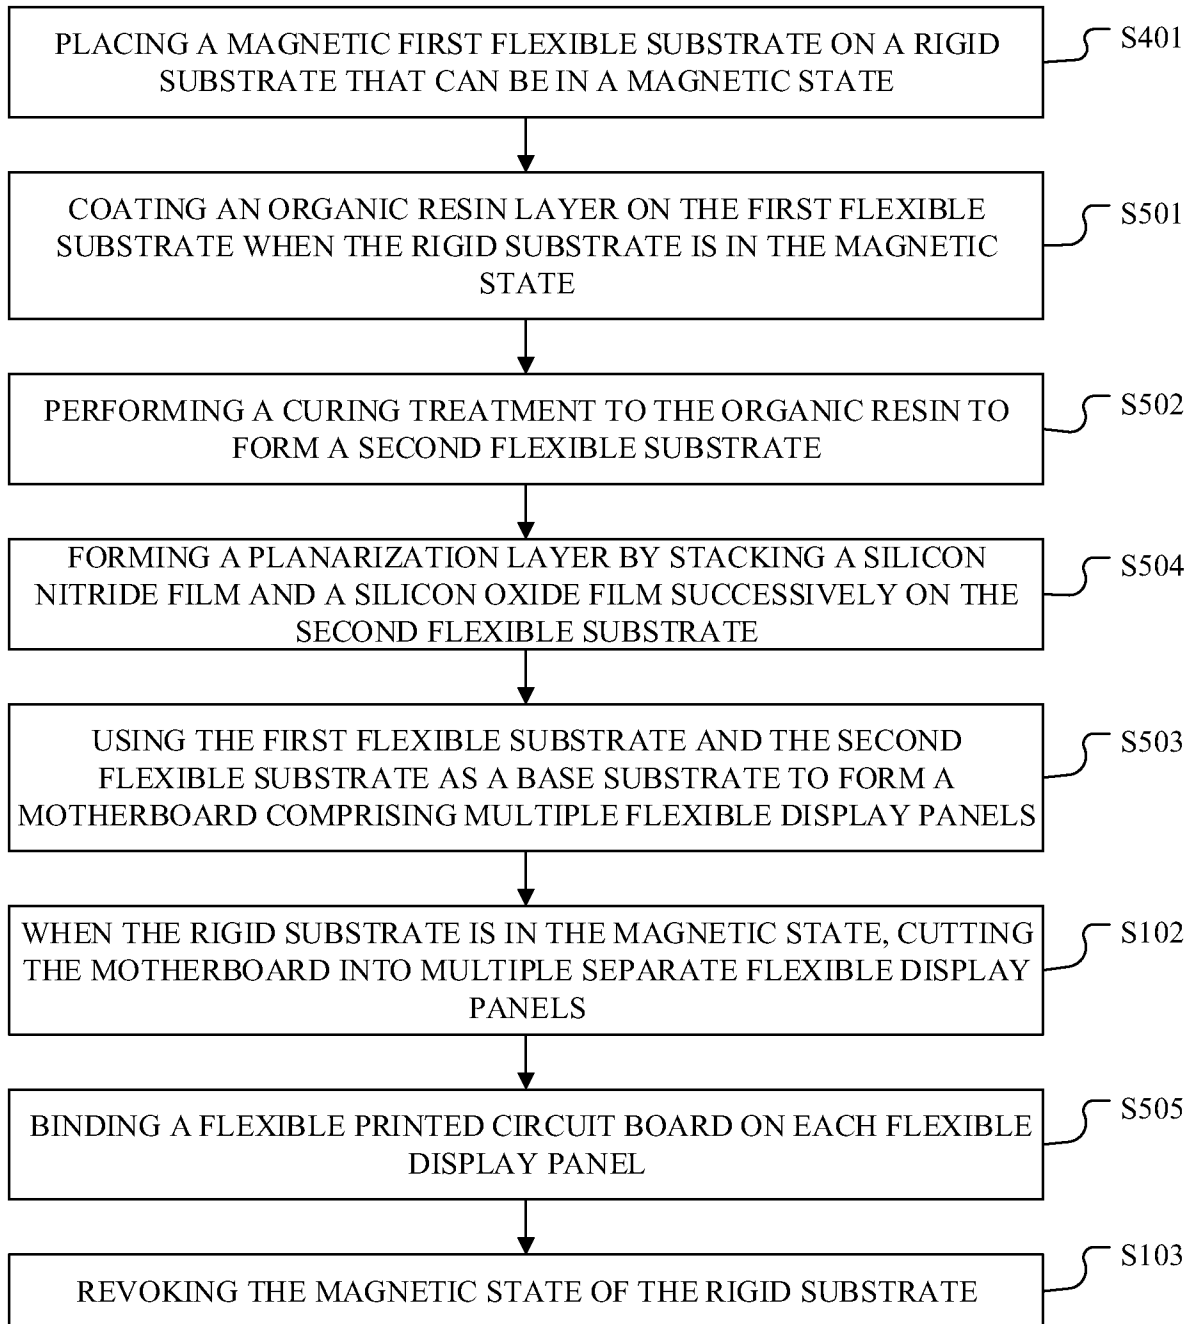 PLACING A MAGNETIC FIRST FLEXIBLE SUBSTRATE ON A RIGID
SUBSTRATE THAT CAN BE IN A MAGNETIC STATE
S401
COATING AN ORGANIC RESIN LAYER ON THE FIRST FLEXIBLE
SUBSTRATE WHEN THE RIGID SUBSTRATE IS IN THE MAGNETIC
STATE
S501
PERFORMING A CURING TREATMENT TO THE ORGANIC RESIN TO
FORM A SECOND FLEXIBLE SUBSTRATE
S502
FORMING A PLANARIZATION LAYER BY STACKING A SILICON
NITRIDE FILM AND A SILICON OXIDE FILM SUCCESSIVELY ON THE
SECOND FLEXIBLE SUBSTRATE
S504
USING THE FIRST FLEXIBLE SUBSTRATE AND THE SECOND
FLEXIBLE SUBSTRATE AS A BASE SUBSTRATE TO FORM A
MOTHERBOARD COMPRISING MULTIPLE FLEXIBLE DISPLAY PANELS
S503
WHEN THE RIGID SUBSTRATE IS IN THE MAGNETIC STATE, CUTTING
THE MOTHERBOARD INTO MULTIPLE SEPARATE FLEXIBLE DISPLAY
PANELS
S102
BINDING A FLEXIBLE PRINTED CIRCUIT BOARD ON EACH FLEXIBLE
DISPLAY PANEL
S505
REVOKING THE MAGNETIC STATE OF THE RIGID SUBSTRATE
S103